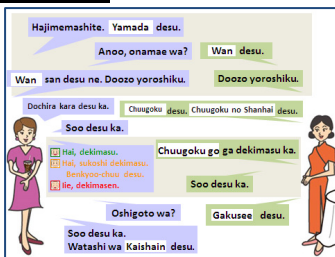 Hajimemashite. Yamada desu.
Anoo, onamae wa?
Wan desu.
Wan san desu ne. Doozo yoroshiku.
Doozo yoroshiku.
Dochira kara desu ka.
Chuugoku desu. Chuugoku no Shanhai desu.
Soo desu ka.
Chuugoku go ga dekimasu ka.
Hai, dekimasu.
Hai, sukoshi dekimasu.
Benkyoo-chuu desu.
Iie, dekimasen.
Soo desu ka.
Oshigoto wa?
Gakusee desu.
Soo desu ka.
Watashi wa Kaishain desu.